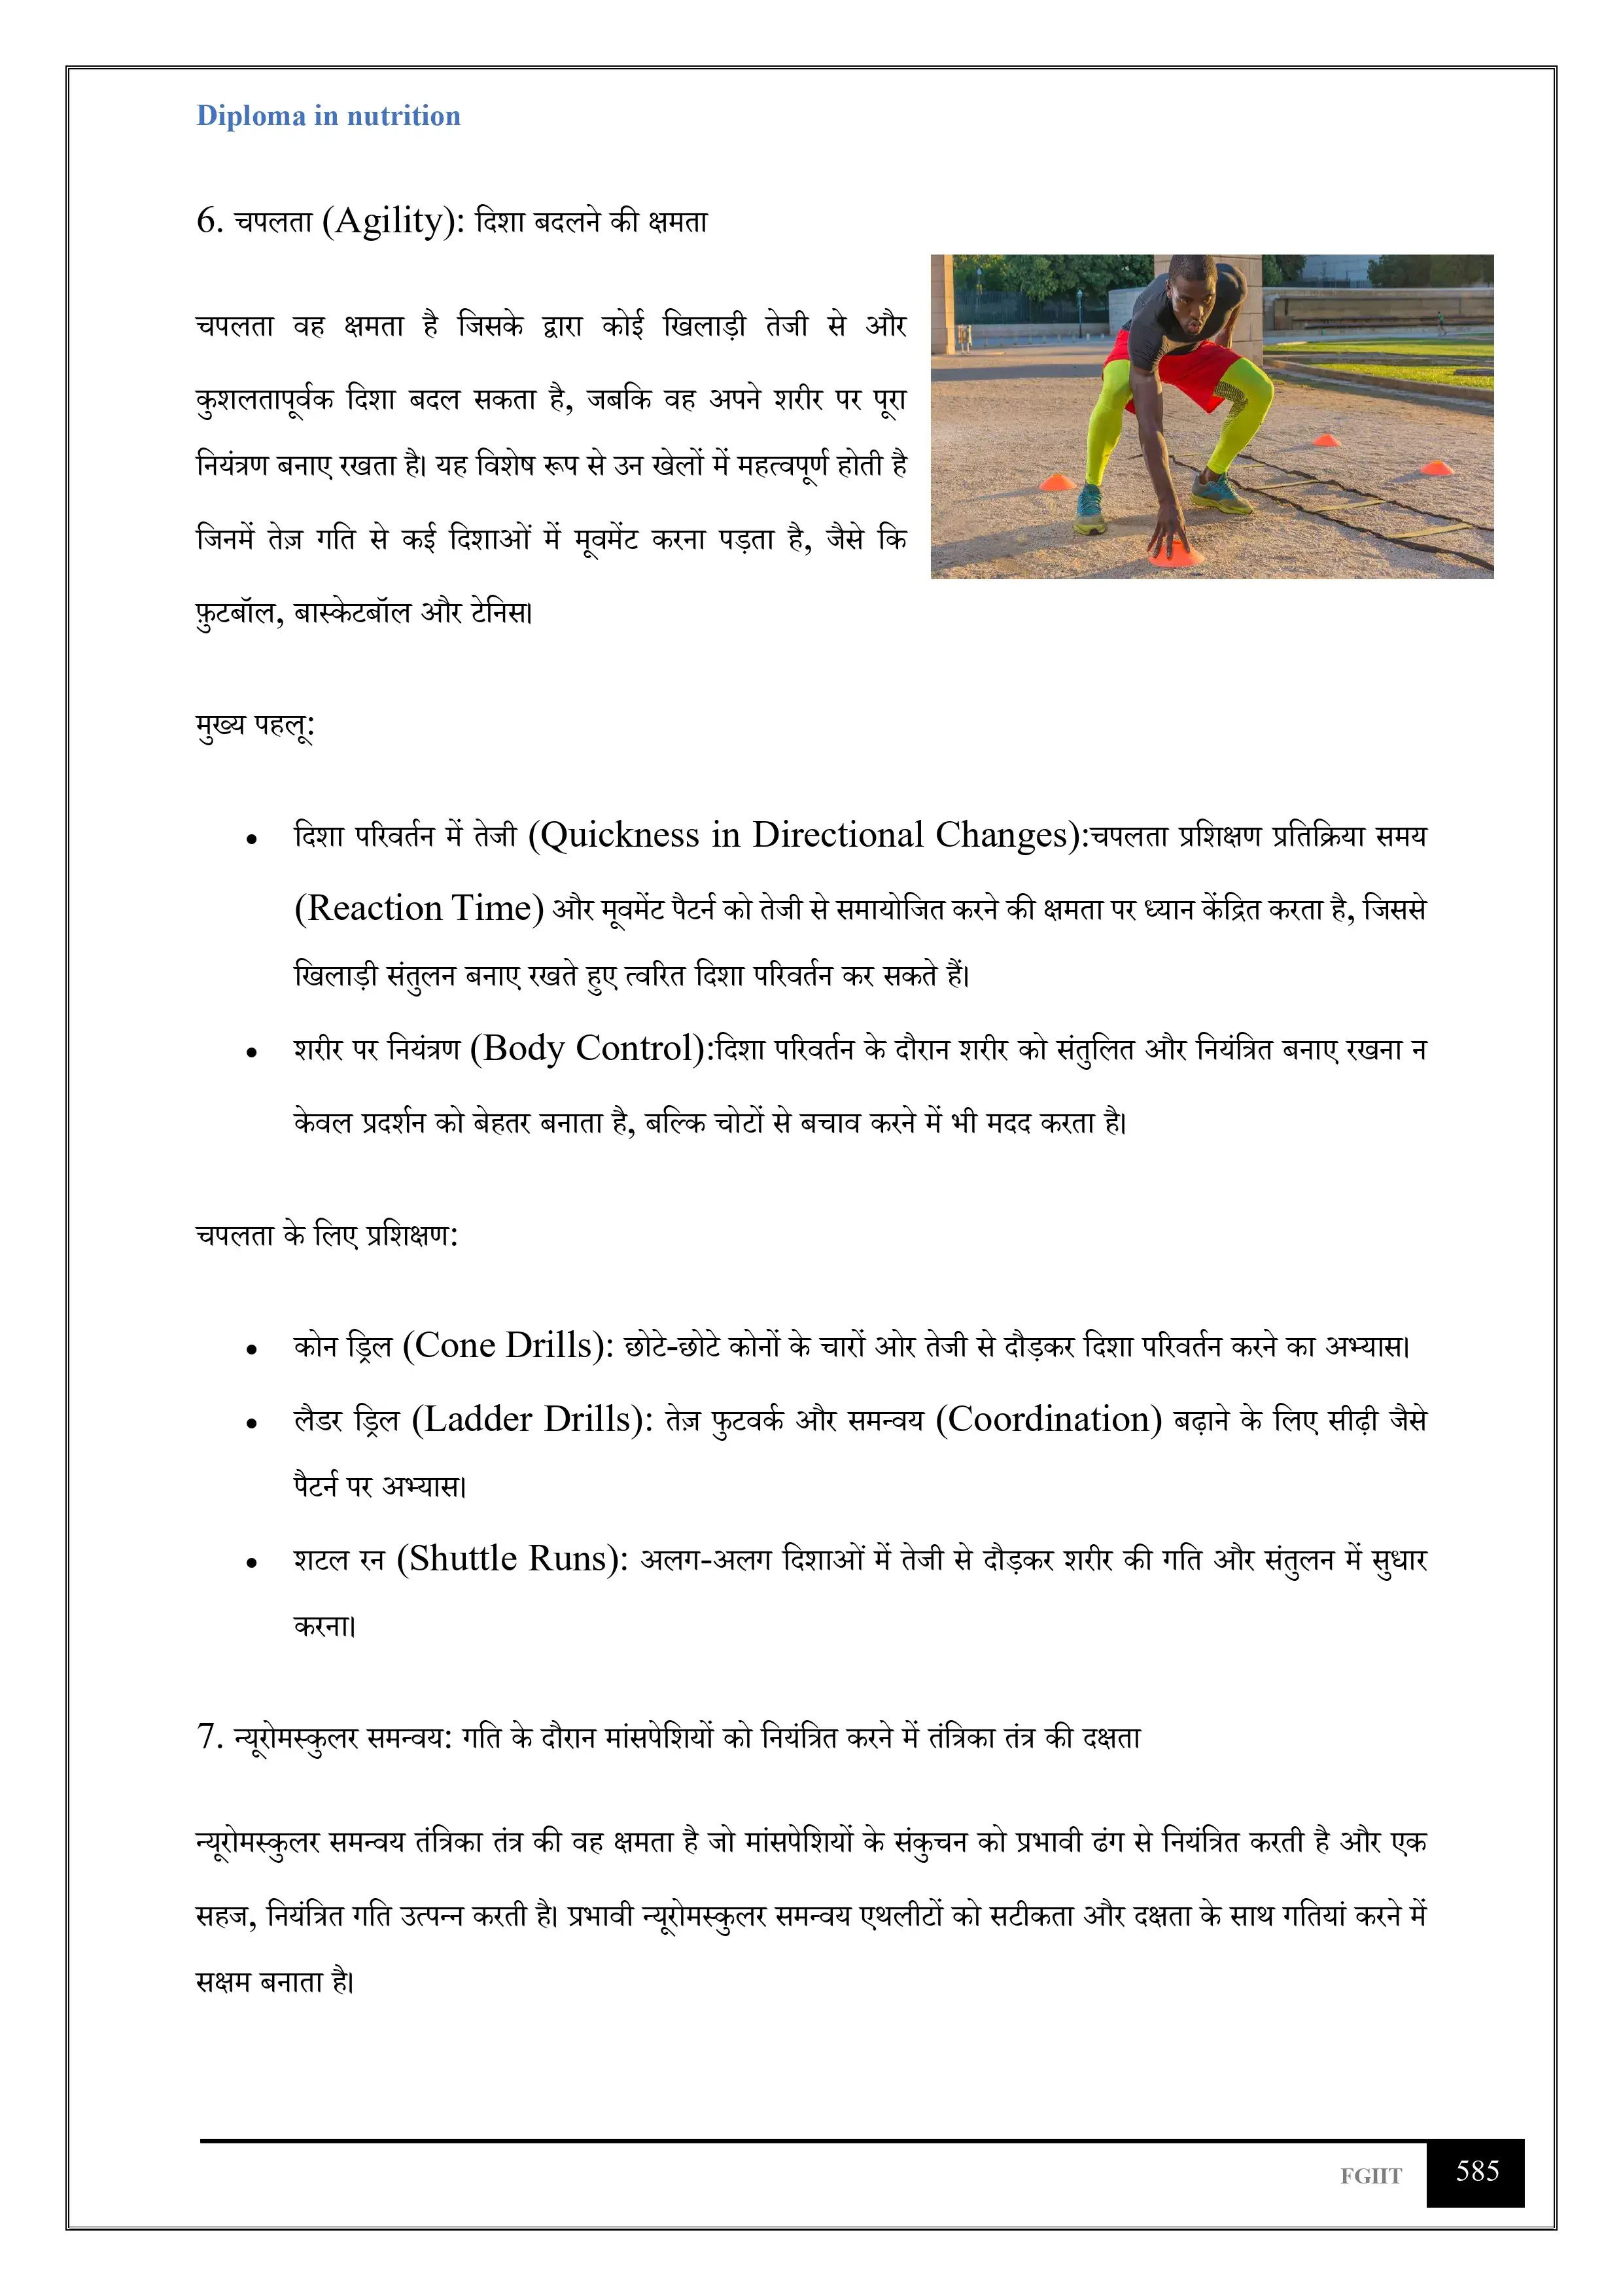 Diploma in nutrition
6. चपलता (Agility): दिशा बदलने की क्षमता
चपलता वह क्षमता है जिसके द्वारा कोई खिलाड़ी तेजी से और
कुशलतापूर्वक दिशा बदल सकता है, जबकि वह अपने शरीर पर पूरा
नियंत्रण बनाए रखता है। यह विशेष रूप से उन खेलों में महत्वपूर्ण होती है
जिनमें तेज़ गति से कई दिशाओं में मूवमेंट करना पड़ता है, जैसे कि
फ़ुटबॉल, बास्केटबॉल और टेनिस।
मुख्य पहलू:
• दिशा परिवर्तन में तेजी (Quickness in Directional Changes):चपलता प्रशिक्षण प्रतिक्रिया समय
(Reaction Time) और मूवमेंट पैटर्न को तेजी से समायोजित करने की क्षमता पर ध्यान केंद्रित करता है, जिससे
खिलाड़ी संतुलन बनाए रखते हुए त्वरित दिशा परिवर्तन कर सकते हैं।
• शरीर पर नियंत्रण (Body Control):दिशा परिवर्तन के दौरान शरीर को संतुलित और नियंत्रित बनाए रखना न
केवल प्रदर्शन को बेहतर बनाता है, बल्कि चोटों से बचाव करने में भी मदद करता है।
चपलता के लिए प्रशिक्षण:
• कोन ड्रिल (Cone Drills): छोटे-छोटे कोनों के चारों ओर तेजी से दौड़कर दिशा परिवर्तन करने का अभ्यास।
• लैडर ड्रिल (Ladder Drills): तेज़ फुटवर्क और समन्वय (Coordination) बढ़ाने के लिए सीढ़ी जैसे
पैटर्न पर अभ्यास।
• शटल रन (Shuttle Runs): अलग-अलग दिशाओं में तेजी से दौड़कर शरीर की गति और संतुलन में सुधार
करना।
7. न्यूरोमस्कुलर समन्वय: गति के दौरान मांसपेशियों को नियंत्रित करने में तंत्रिका तंत्र की दक्षता
न्यूरोमस्कुलर समन्वय तंत्रिका तंत्र की वह क्षमता है जो मांसपेशियों के संकुचन को प्रभावी ढंग से नियंत्रित करती है और एक
सहज, नियंत्रित गति उत्पन्न करती है। प्रभावी न्यूरोमस्कुलर समन्वय एथलीटों को सटीकता और दक्षता के साथ गतियां करने में
सक्षम बनाता है।
FGIIT 585